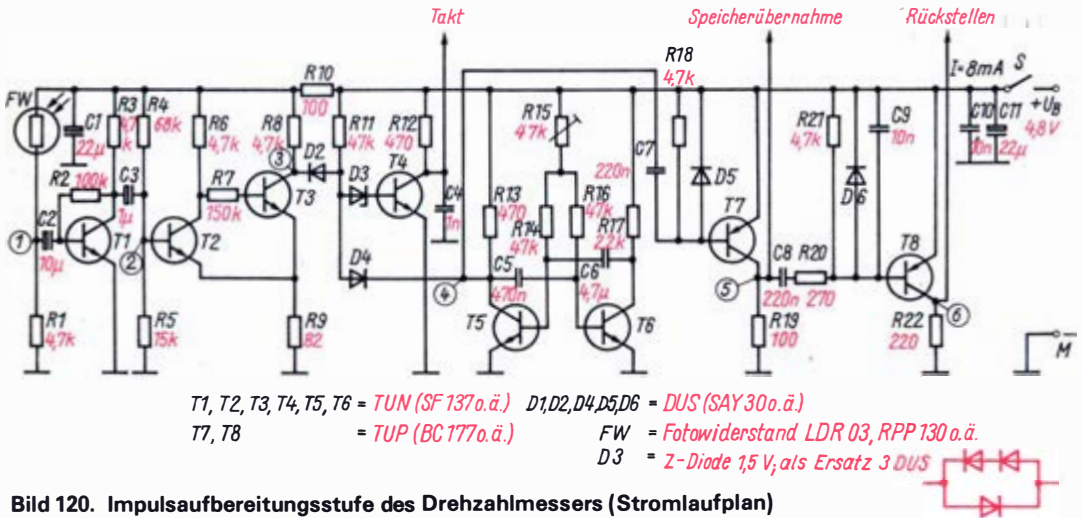 Takt Speicherübernahme Rückstellen
R18
4,7k
I=8mA S
FW
+UB
4,8V
R10
100
C1
22µ
R3
4,7k
R4
68k
R6
4,7k
R8
4,7k
3
D2
R11
47k
D3
R12
470
T4
R15
47k
C7
220n
D5
R21
4,7k
D6
C9
10n
C10
10n
C11
22µ
R2
100k
C3
1µ
R7
150k
T3
C4
1n
R13
470
R14
47k
R16
47k
R17
2,2k
T7
1
C2
10µ
T1
2
T2
D4
4
C5
470n
C6
4,7µ
5
C8
220n
R20
270
T8
6
R1
4,7k
R5
15k
R9
82
T5
T6
R19
100
R22
220
M
T1, T2, T3, T4, T5, T6 = TUN (SF 137 o.ä.) D1,D2,D4,D5,D6 = DUS (SAY 30 o.ä.)
T7, T8 = TUP (BC 177 o.ä.) FW = Fotowiderstand LDR 03, RPP 130 o.ä.
D3 = Z-Diode 1,5 V; als Ersatz 3 DUS
Bild 120. Impulsaufbereitungsstufe des Drehzahlmessers (Stromlaufplan)